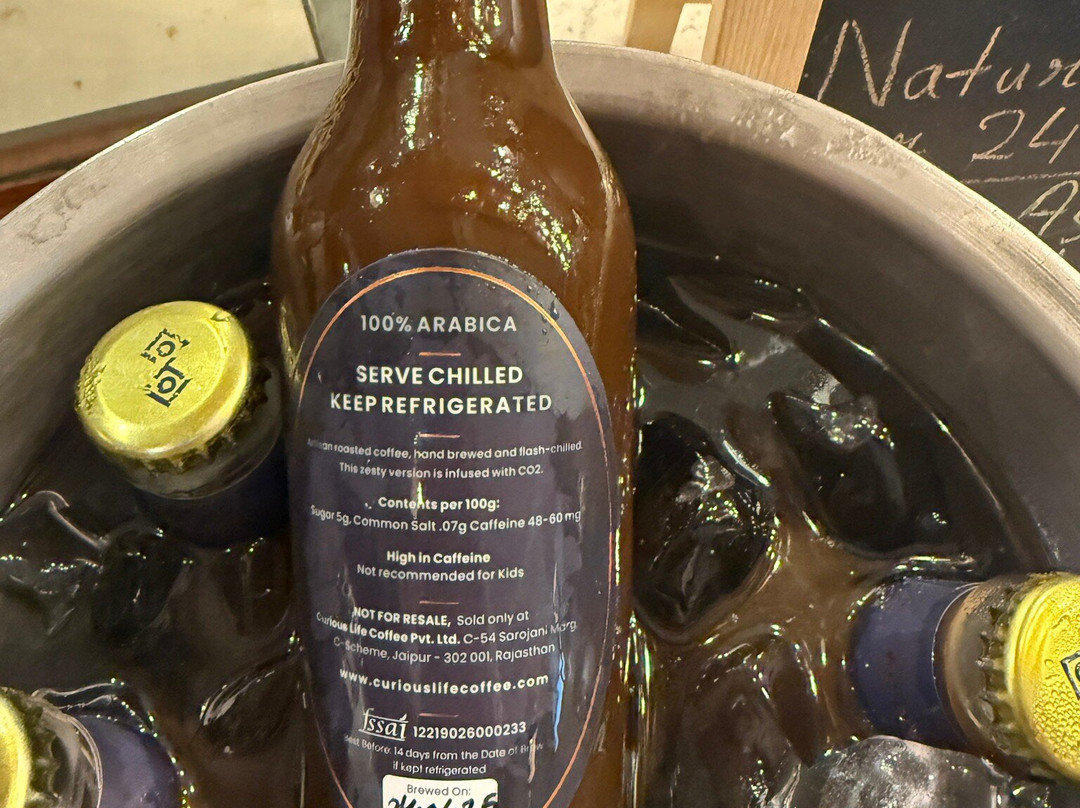 Natur
24
As
100% ARABICA
SERVE CHILLED
KEEP REFRIGERATED
Artisan roasted coffee, hand brewed and flash-chilled.
This zesty version is infused with CO2.
Contents per 100g:
Sugar 5g, Common Salt .07g Caffeine 48-60 mg
High in Caffeine
Not recommended for Kids
NOT FOR RESALE, Sold only at
Curious Life Coffee Pvt. Ltd. C-54 Sarojani Marg,
C-Scheme, Jaipur - 302 001, Rajasthan
www.curiouslifecoffee.com
fssai 12219026000233
Best Before: 14 days from the Date of Brew
if kept refrigerated
Brewed On: